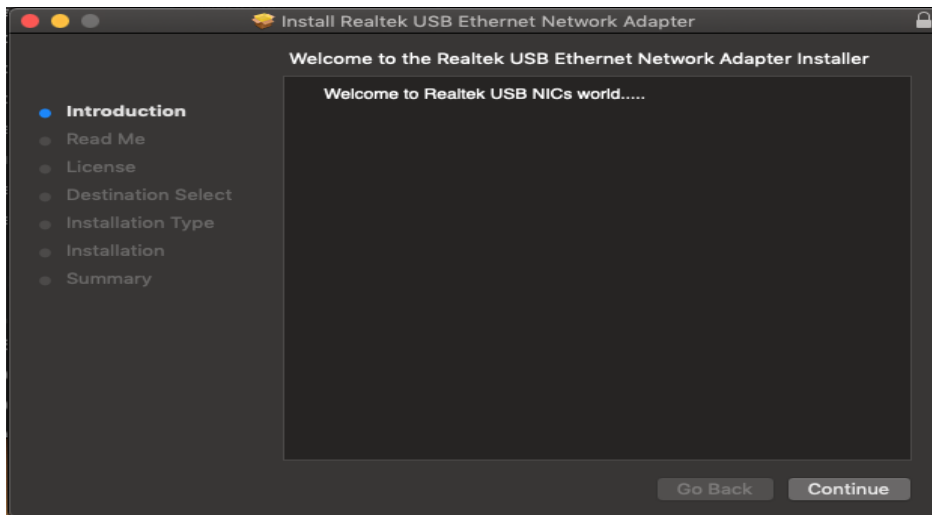 Install Realtek USB Ethernet Network Adapter
Welcome to the Realtek USB Ethernet Network Adapter Installer
Introduction
Read Me
License
Destination Select
Installation Type
Installation
Summary
Welcome to Realtek USB NICs world.....
Go Back
Continue